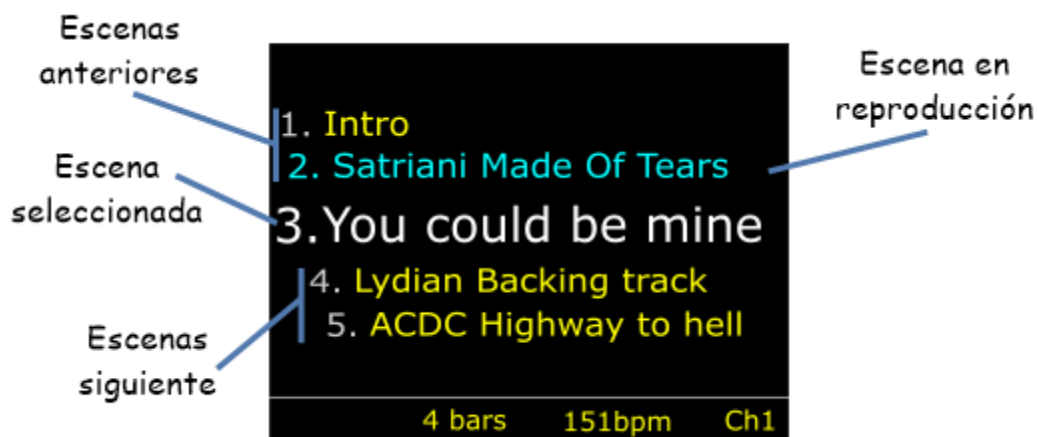 Escenas
anteriores
Escena
seleccionada
Escenas
siguiente
1. Intro
2. Satriani Made Of Tears
3.You could be mine
4. Lydian Backing track
5. ACDC Highway to hell
4 bars 151bpm Ch1
Escena en
reproducción